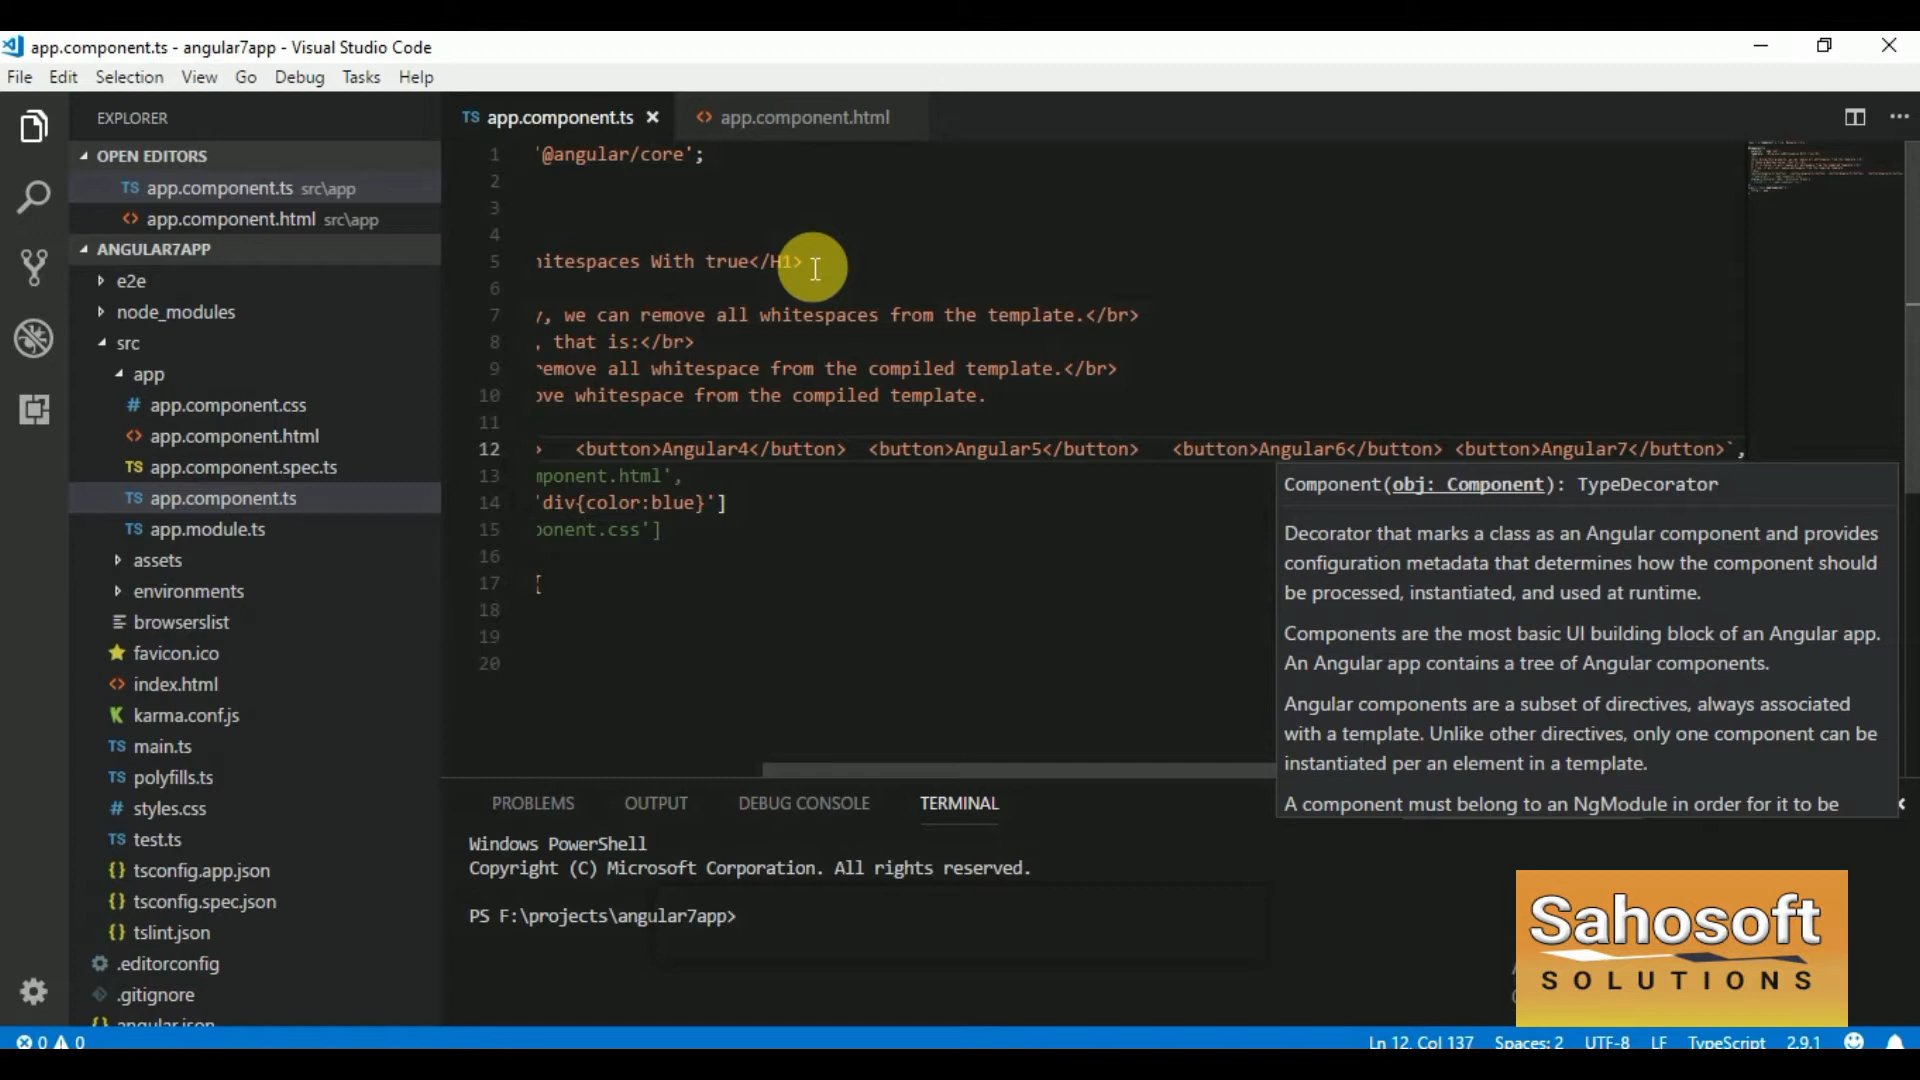 app.component.ts - angular7app - Visual Studio Code
File Edit Selection View Go Debug Tasks Help
EXPLORER
OPEN EDITORS
TS app.component.ts src\app
<> app.component.html src\app
ANGULAR7APP
e2e
node_modules
src
app
# app.component.css
<> app.component.html
TS app.component.spec.ts
TS app.component.ts
TS app.module.ts
assets
environments
browserslist
favicon.ico
<> index.html
karma.conf.js
TS main.ts
TS polyfills.ts
# styles.css
TS test.ts
{} tsconfig.app.json
{} tsconfig.spec.json
{} tslint.json
.editorconfig
.gitignore
{} angular.json
TS app.component.ts <> app.component.html
1 '@angular/core';
2
3
4
5 hitespaces With true</H1>
6
7 y, we can remove all whitespaces from the template.</br>
8 , that is:</br>
9 remove all whitespace from the compiled template.</br>
10 ove whitespace from the compiled template.
11
12 > <button>Angular4</button> <button>Angular5</button> <button>Angular6</button> <button>Angular7</button>`,
13 mponent.html',
14 'div{color:blue}']
15 ponent.css']
16
17 {
18
19
20
Component(obj: Component): TypeDecorator
Decorator that marks a class as an Angular component and provides
configuration metadata that determines how the component should
be processed, instantiated, and used at runtime.
Components are the most basic UI building block of an Angular app.
An Angular app contains a tree of Angular components.
Angular components are a subset of directives, always associated
with a template. Unlike other directives, only one component can be
instantiated per an element in a template.
A component must belong to an NgModule in order for it to be
PROBLEMS OUTPUT DEBUG CONSOLE TERMINAL
Windows PowerShell
Copyright (C) Microsoft Corporation. All rights reserved.
PS F:\projects\angular7app>
Sahosoft
SOLUTIONS
0 0 Ln 12, Col 137 Spaces: 2 UTF-8 LF TypeScript 2.9.1